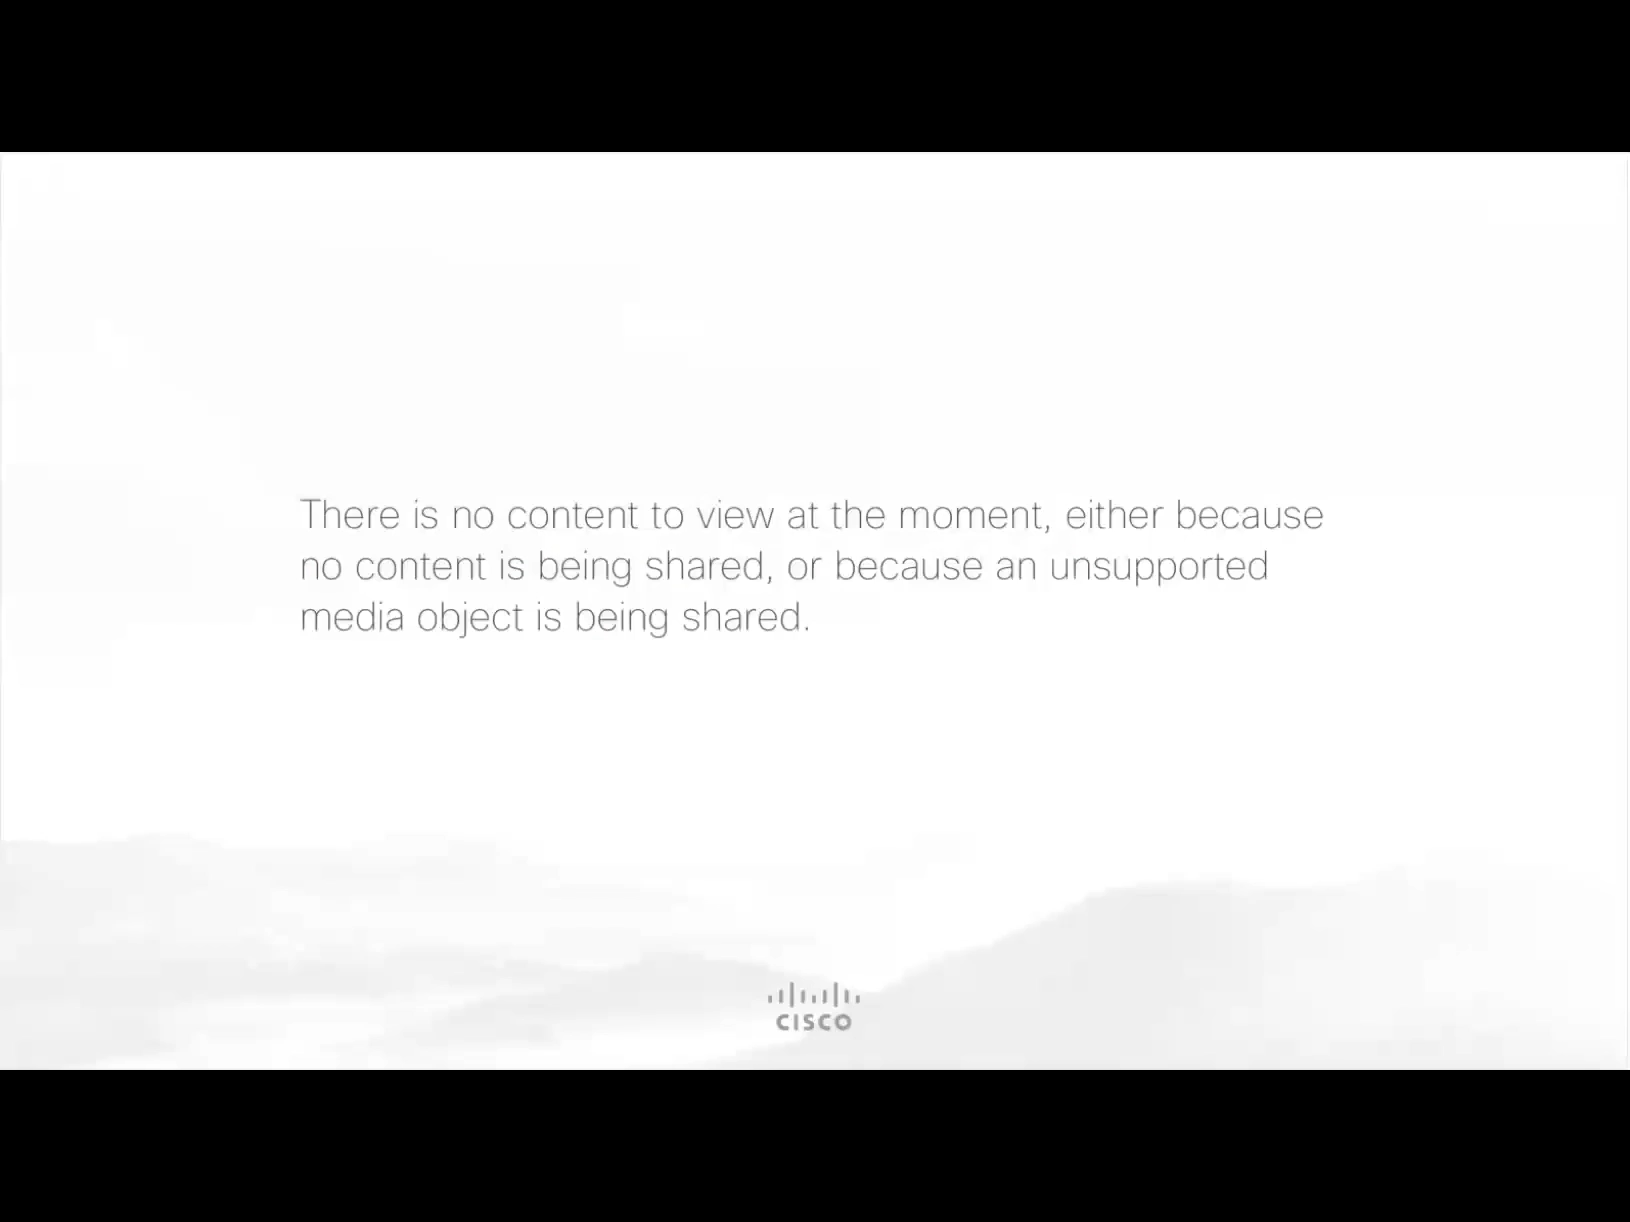 There is no content to view at the moment, either because
no content is being shared, or because an unsupported
media object is being shared.
CISCO